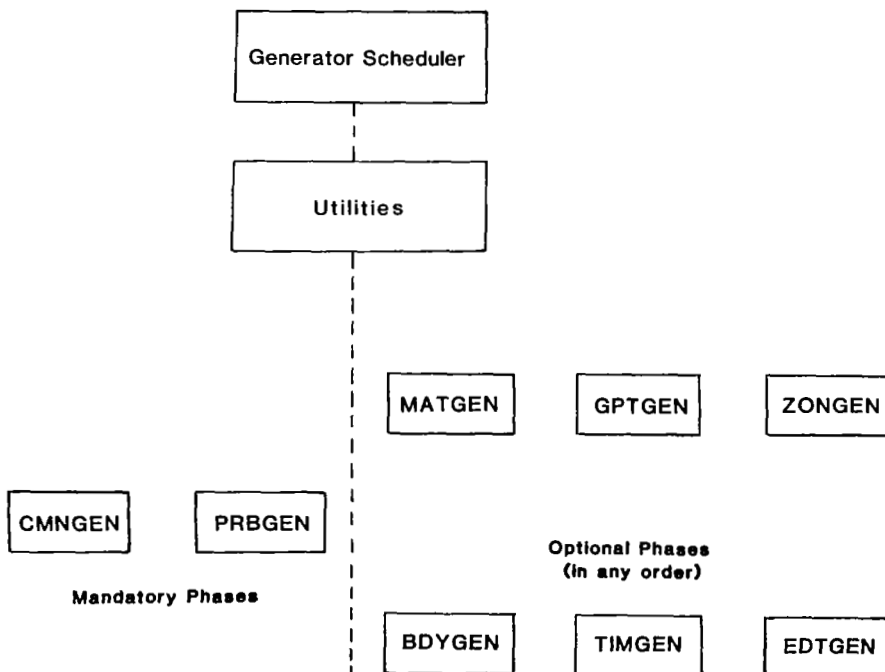 Generator Scheduler
Utilities
MATGEN
GPTGEN
ZONGEN
CMNGEN
PRBGEN
Optional Phases
(in any order)
Mandatory Phases
BDYGEN
TIMGEN
EDTGEN